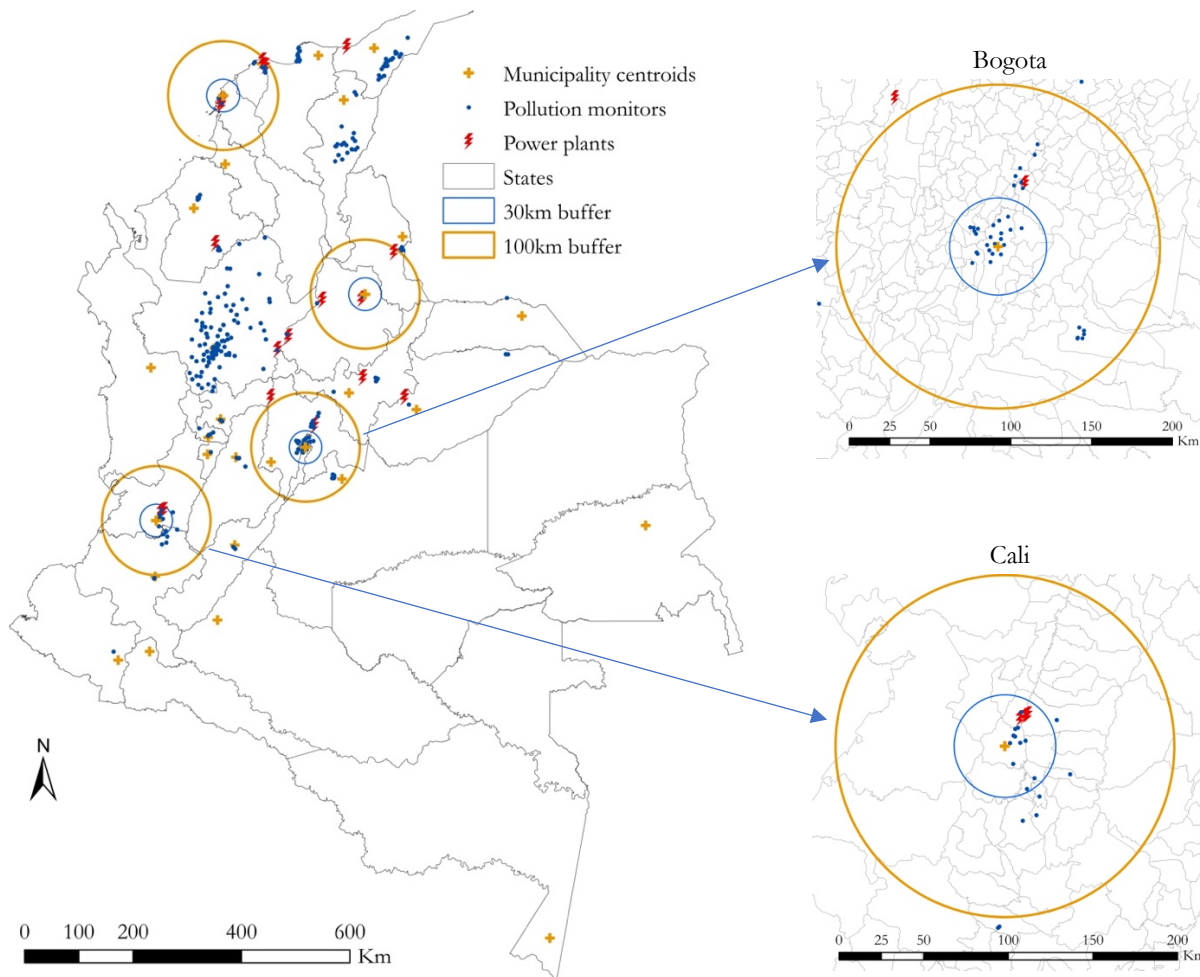 Municipality centroids
Pollution monitors
Power plants
States
30km buffer
100km buffer
N
0 100 200 400 600
Km
Bogota
0 25 50 100 150 200
Km
Cali
0 25 50 100 150 200
Km